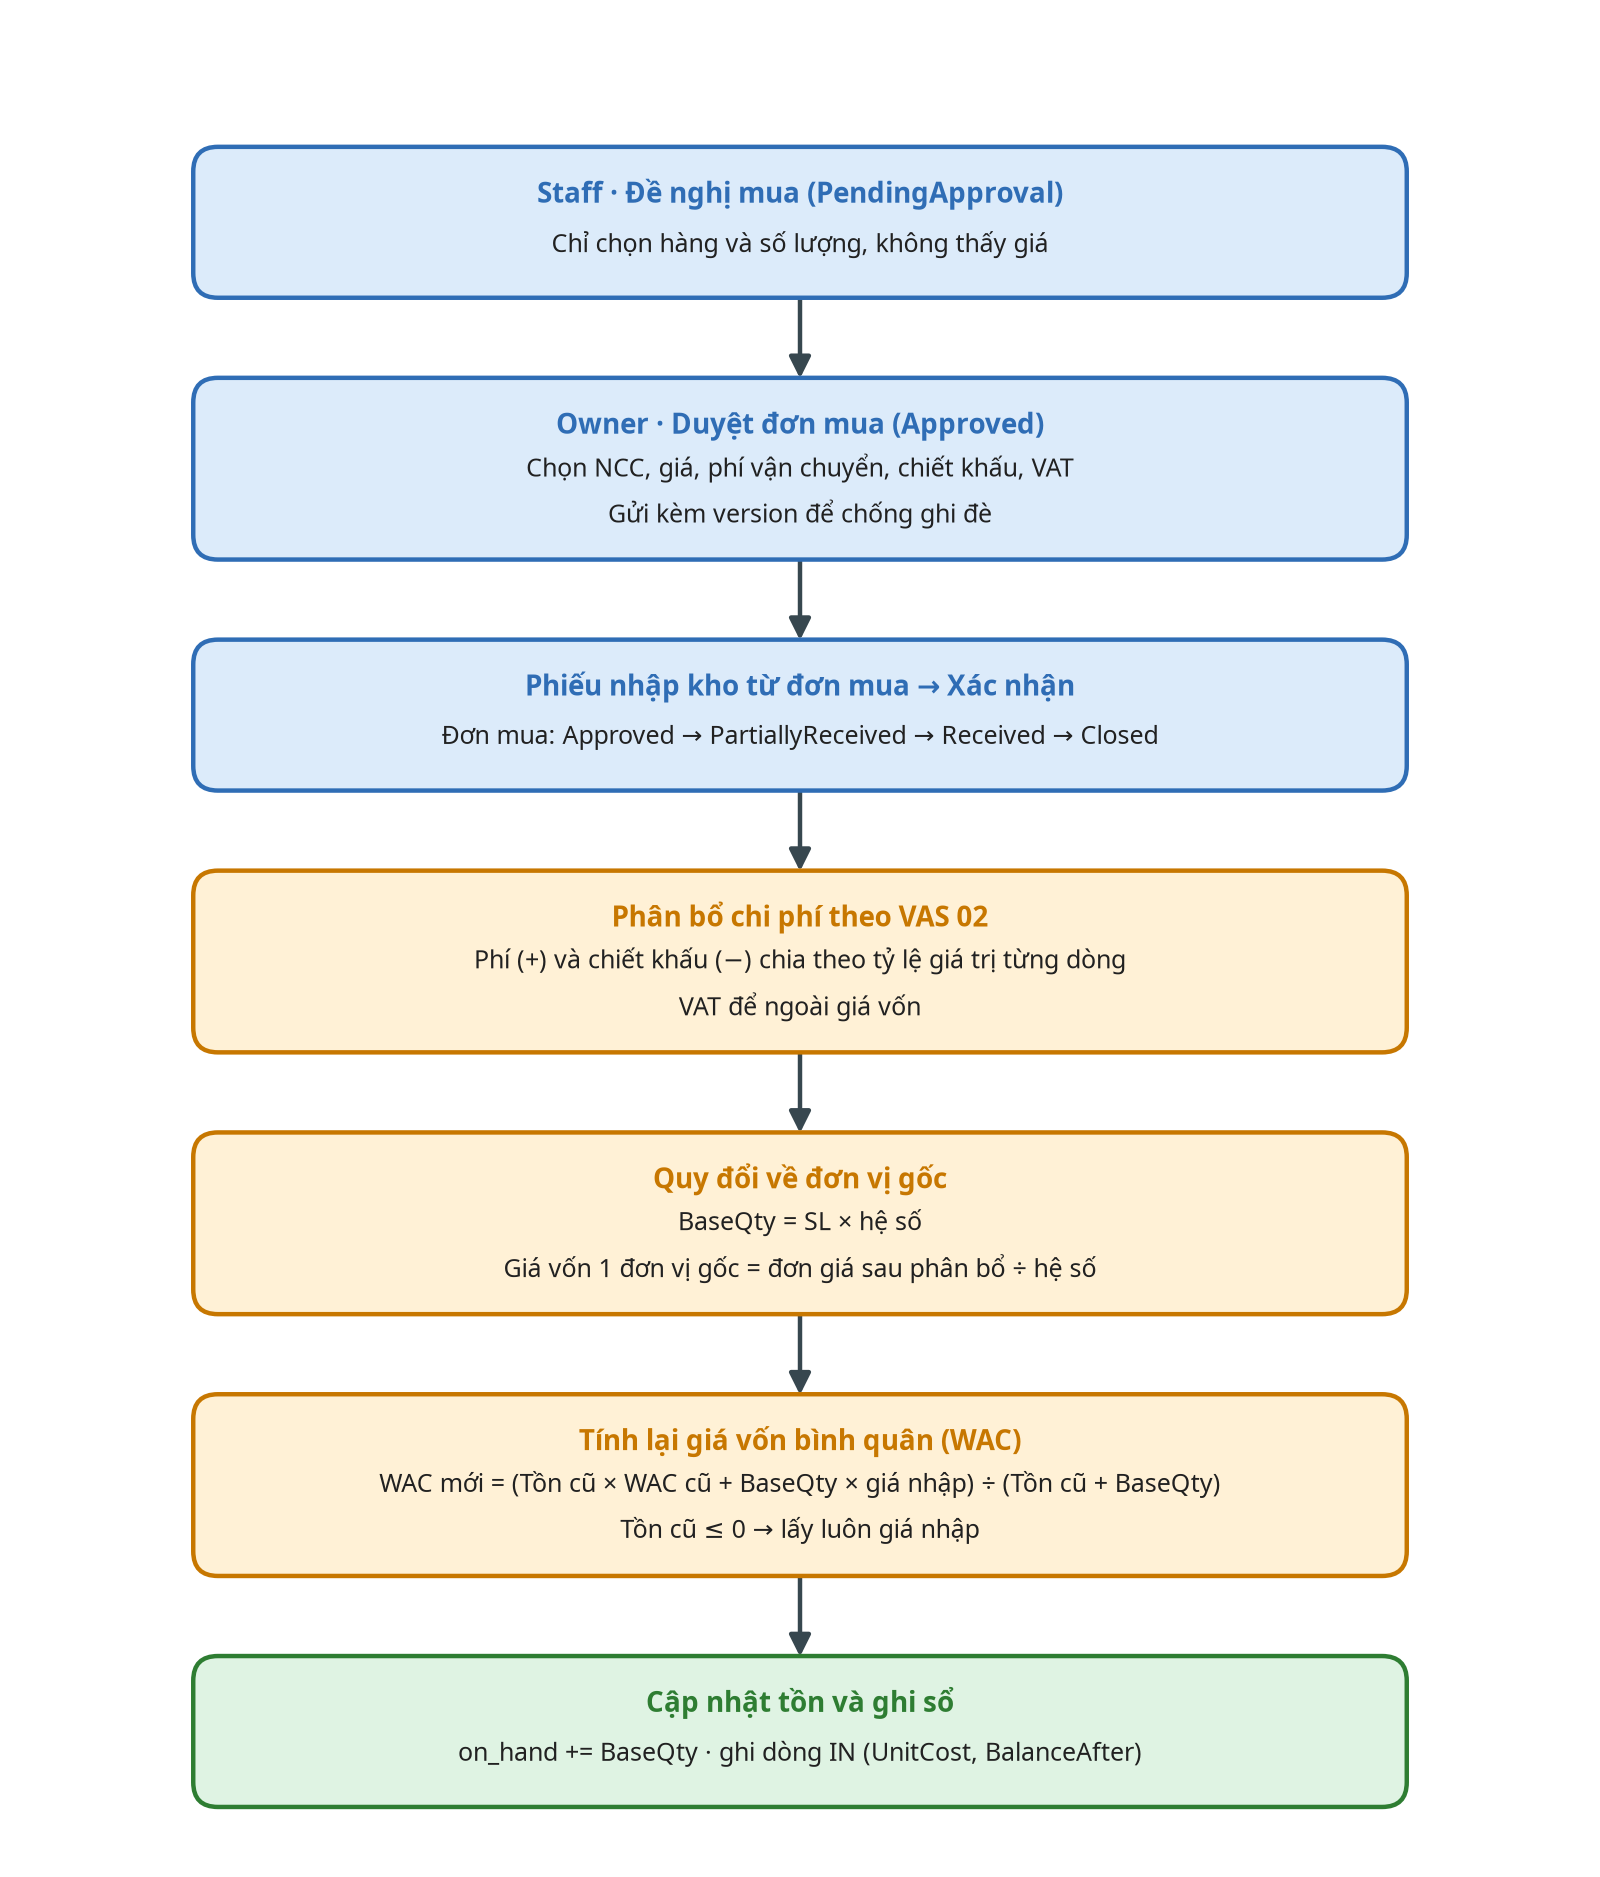 Staff · Đề nghị mua (PendingApproval)
Chỉ chọn hàng và số lượng, không thấy giá
Owner · Duyệt đơn mua (Approved)
Chọn NCC, giá, phí vận chuyển, chiết khấu, VAT
Gửi kèm version để chống ghi đè
Phiếu nhập kho từ đơn mua → Xác nhận
Đơn mua: Approved → PartiallyReceived → Received → Closed
Phân bổ chi phí theo VAS 02
Phí (+) và chiết khấu (−) chia theo tỷ lệ giá trị từng dòng
VAT để ngoài giá vốn
Quy đổi về đơn vị gốc
BaseQty = SL × hệ số
Giá vốn 1 đơn vị gốc = đơn giá sau phân bổ ÷ hệ số
Tính lại giá vốn bình quân (WAC)
WAC mới = (Tồn cũ × WAC cũ + BaseQty × giá nhập) ÷ (Tồn cũ + BaseQty)
Tồn cũ ≤ 0 → lấy luôn giá nhập
Cập nhật tồn và ghi sổ
on_hand += BaseQty · ghi dòng IN (UnitCost, BalanceAfter)